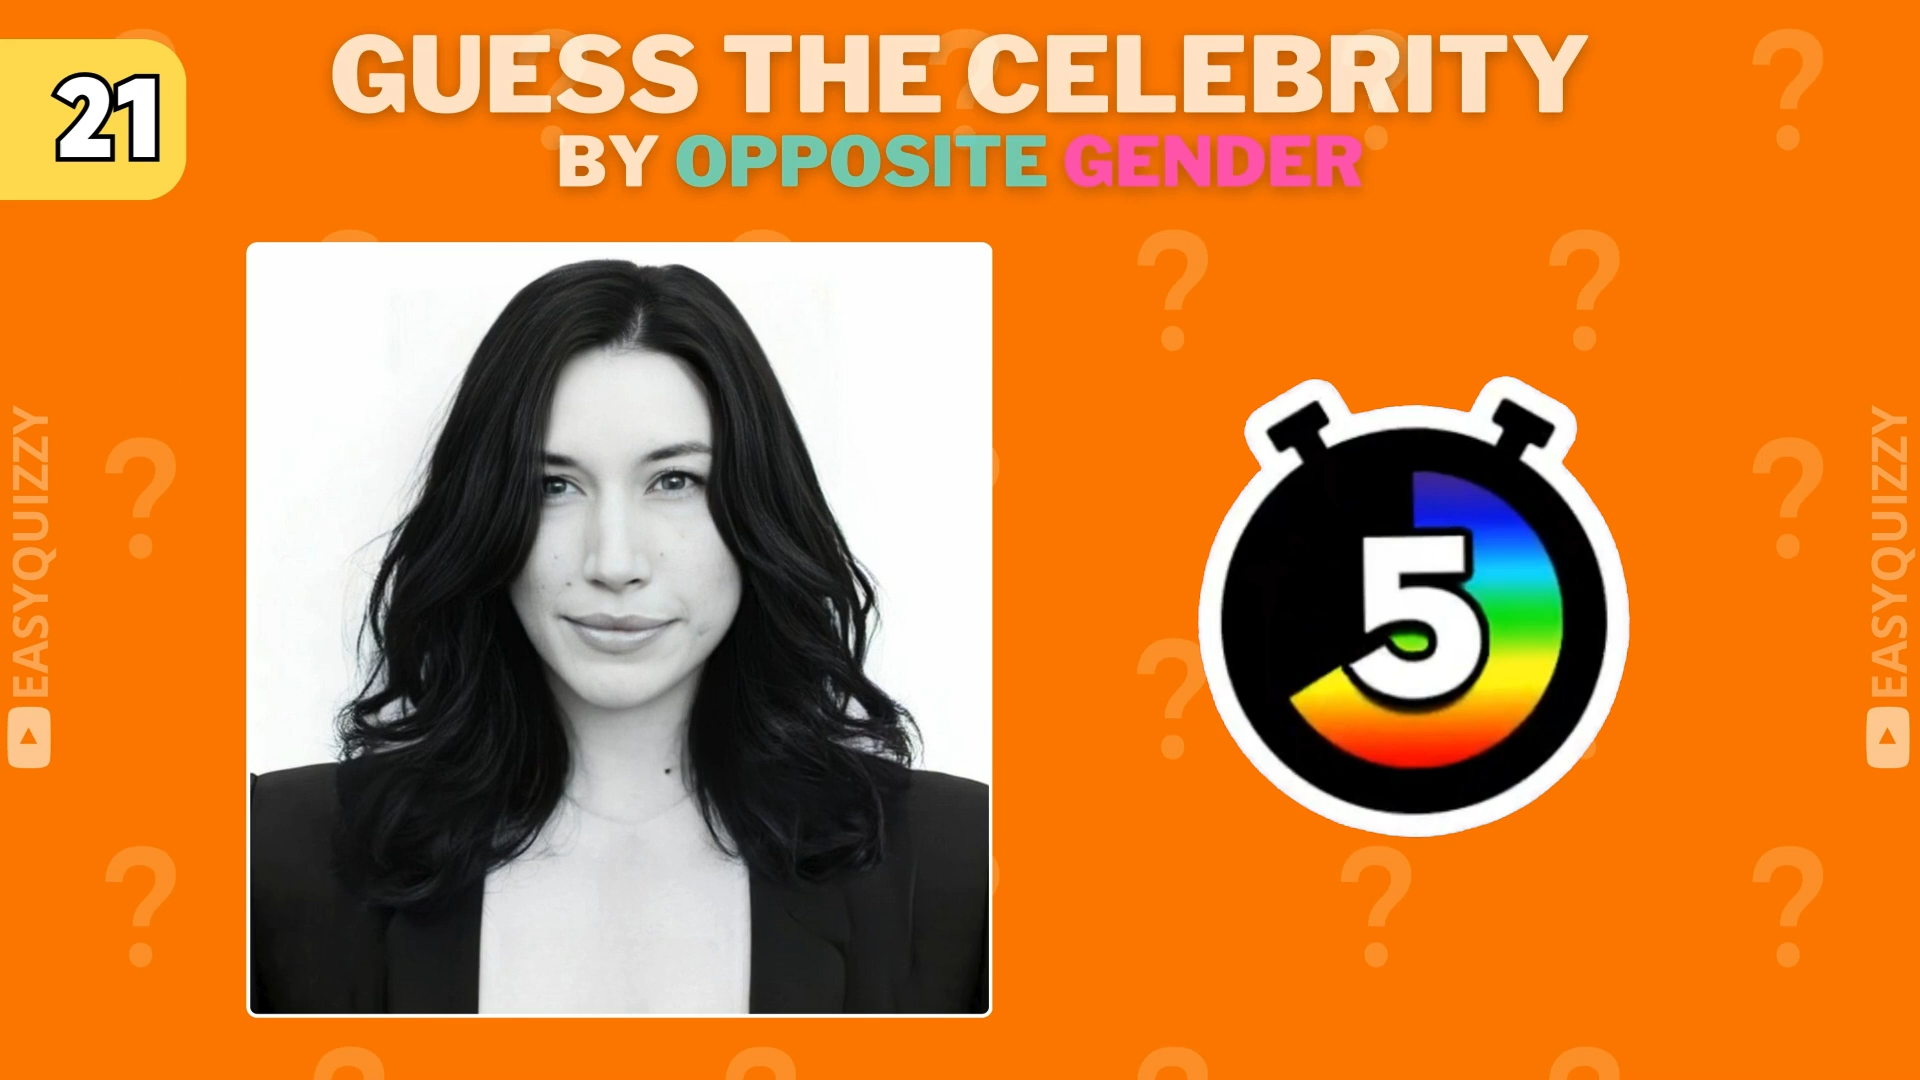 21
GUESS THE CELEBRITY
BY OPPOSITE GENDER
5
EASYQUIZZY
EASYQUIZZY